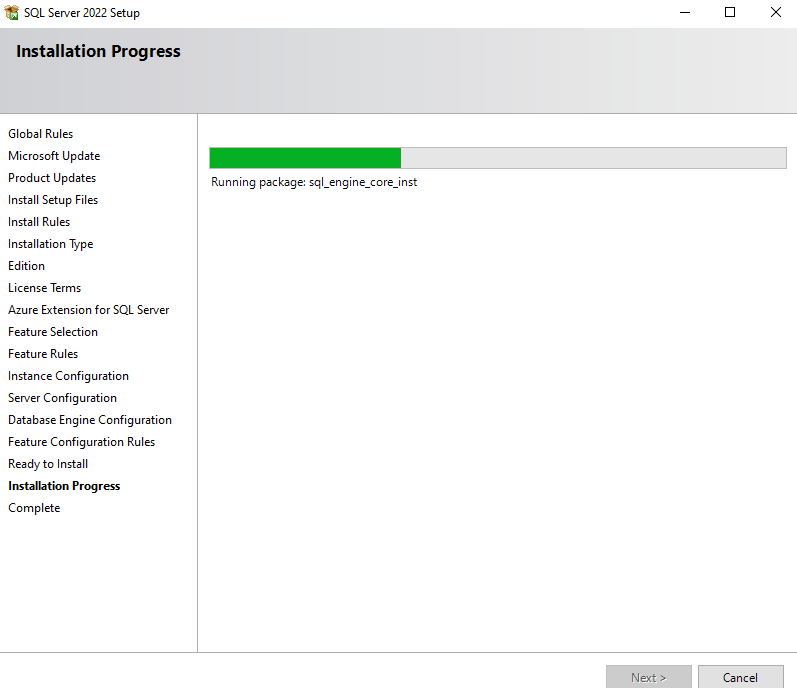 SQL Server 2022 Setup
Installation Progress
Global Rules
Microsoft Update
Product Updates
Install Setup Files
Install Rules
Installation Type
Edition
License Terms
Azure Extension for SQL Server
Feature Selection
Feature Rules
Instance Configuration
Server Configuration
Database Engine Configuration
Feature Configuration Rules
Ready to Install
Installation Progress
Complete
Running package: sql_engine_core_inst
Next >
Cancel